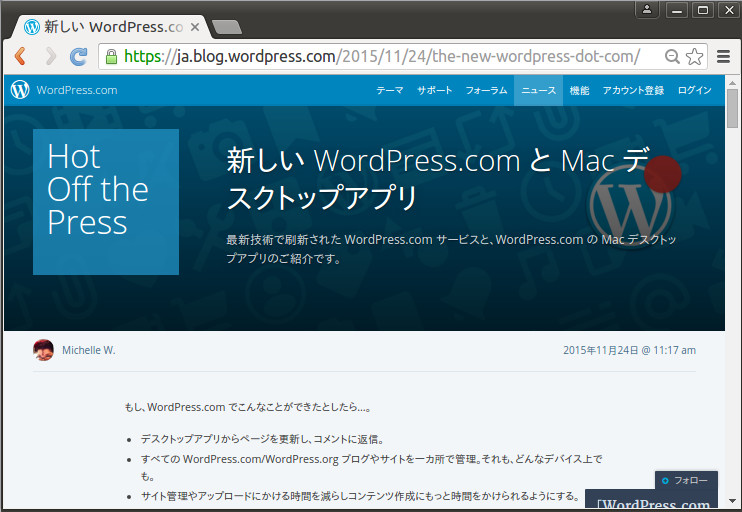 新しい WordPress.co
https://ja.blog.wordpress.com/2015/11/24/the-new-wordpress-dot-com/
WordPress.com
テーマ サポート フォーラム ニュース 機能 アカウント登録 ログイン
Hot
Off the
Press
新しい WordPress.com と Mac デ
スクトップアプリ
最新技術で刷新された WordPress.com サービスと、WordPress.com の Mac デスクトッ
プアプリのご紹介です。
Michelle W.
2015年11月24日 @ 11:17 am
もし、WordPress.com でこんなことができたとしたら…。
• デスクトップアプリからページを更新し、コメントに返信。
• すべての WordPress.com/WordPress.org ブログやサイトを一カ所で管理。それも、どんなデバイス上で
も。
• サイト管理やアップロードにかける時間を減らしコンテンツ作成にもっと時間をかけられるようにする。
フォロー
「WordPress.com